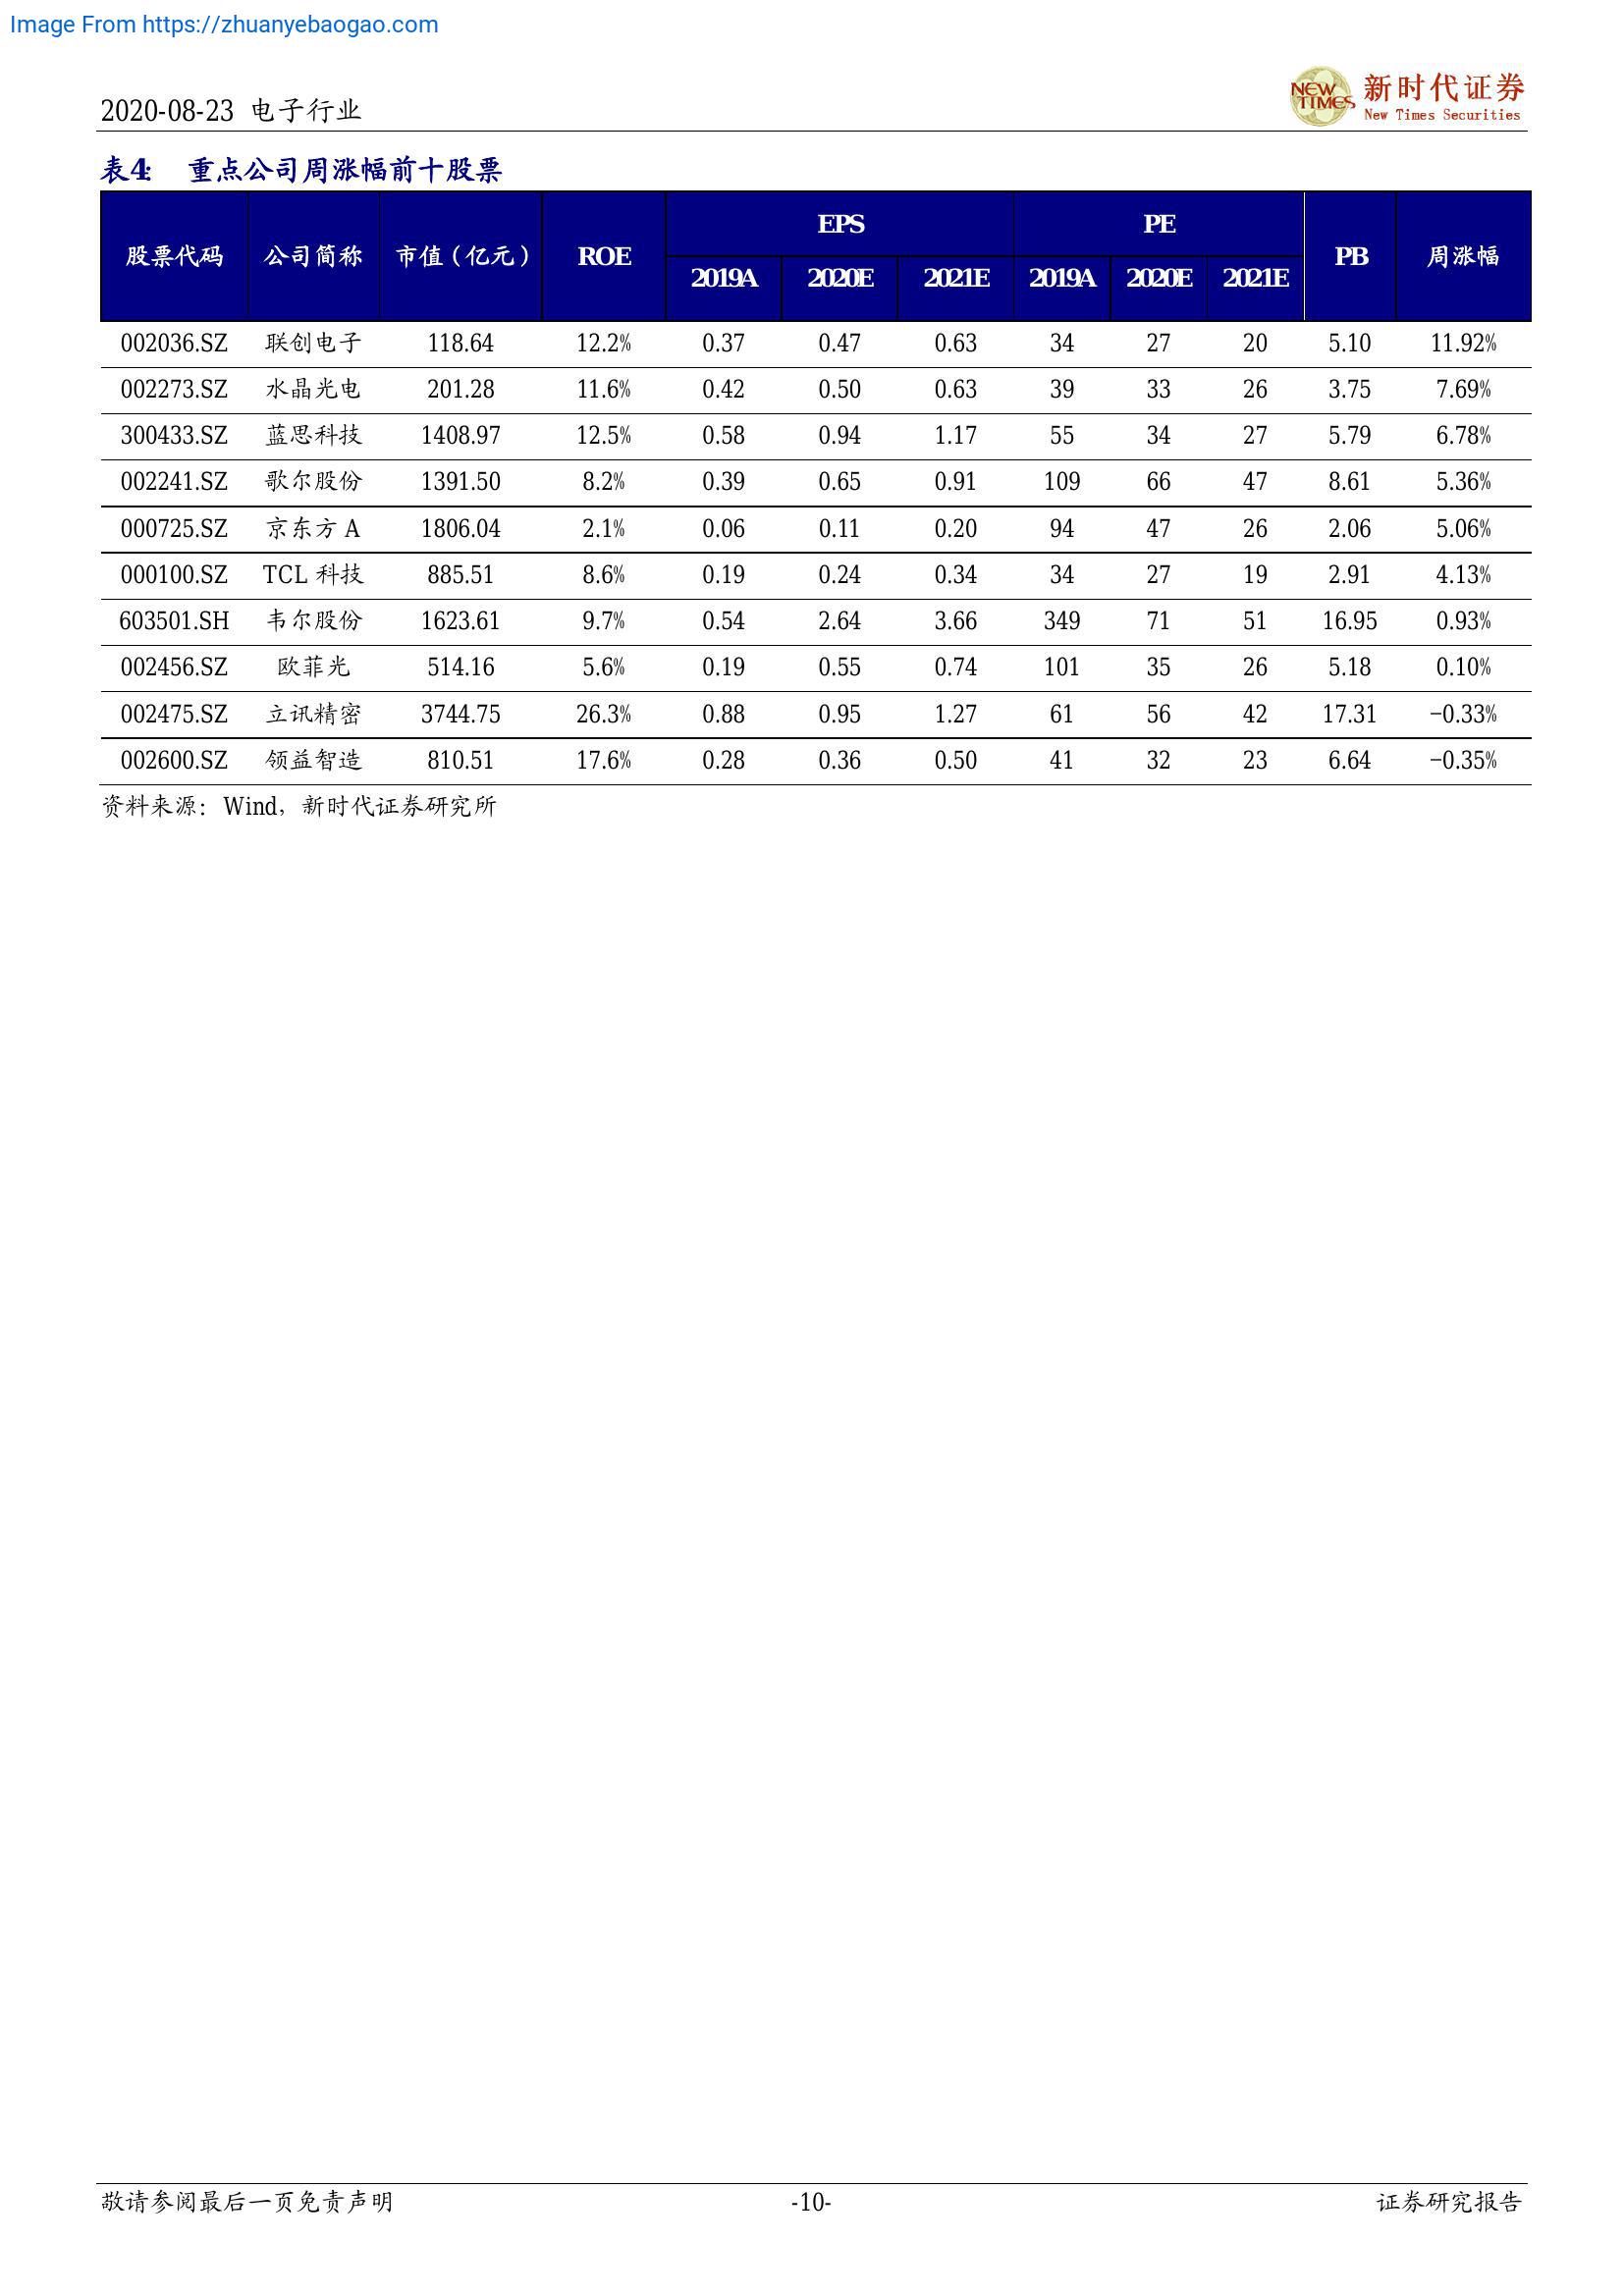 Image From https://zhuanyebaogao.com
2020-08-23 电子行业
NEW TIMES 新时代证券
New Times Securities
表4: 重点公司周涨幅前十股票
股票代码 公司简称 市值（亿元） ROE EPS PE PB 周涨幅
2019A 2020E 2021E 2019A 2020E 2021E
002036.SZ 联创电子 118.64 12.2% 0.37 0.47 0.63 34 27 20 5.10 11.92%
002273.SZ 水晶光电 201.28 11.6% 0.42 0.50 0.63 39 33 26 3.75 7.69%
300433.SZ 蓝思科技 1408.97 12.5% 0.58 0.94 1.17 55 34 27 5.79 6.78%
002241.SZ 歌尔股份 1391.50 8.2% 0.39 0.65 0.91 109 66 47 8.61 5.36%
000725.SZ 京东方 A 1806.04 2.1% 0.06 0.11 0.20 94 47 26 2.06 5.06%
000100.SZ TCL 科技 885.51 8.6% 0.19 0.24 0.34 34 27 19 2.91 4.13%
603501.SH 韦尔股份 1623.61 9.7% 0.54 2.64 3.66 349 71 51 16.95 0.93%
002456.SZ 欧菲光 514.16 5.6% 0.19 0.55 0.74 101 35 26 5.18 0.10%
002475.SZ 立讯精密 3744.75 26.3% 0.88 0.95 1.27 61 56 42 17.31 −0.33%
002600.SZ 领益智造 810.51 17.6% 0.28 0.36 0.50 41 32 23 6.64 −0.35%
资料来源：Wind，新时代证券研究所
敬请参阅最后一页免责声明 -10- 证券研究报告